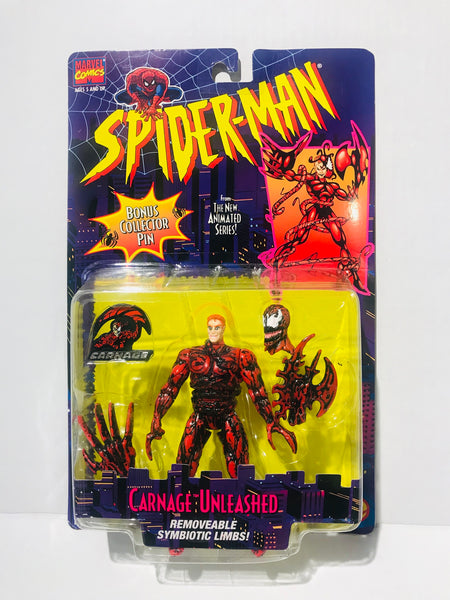 MARVEL
COMICS
AGES 5 AND UP
SPIDER-MAN®
BONUS
COLLECTOR
PIN
From
THE NEW
ANIMATED
SERIES!
CARNAGE
CARNAGE UNLEASHED
REMOVEABLE
SYMBIOTIC LIMBS!